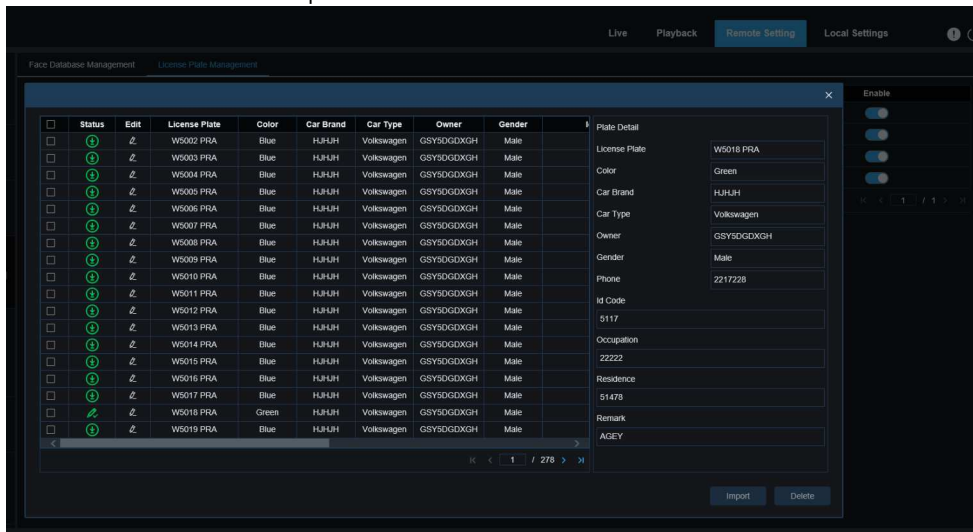 Live Playback Remote Setting Local Settings
Face Database Management License Plate Management
Enable
Status Edit License Plate Color Car Brand Car Type Owner Gender
W5002 PRA Blue HJHJH Volkswagen GSY5DGDXGH Male
W5003 PRA Blue HJHJH Volkswagen GSY5DGDXGH Male
W5004 PRA Blue HJHJH Volkswagen GSY5DGDXGH Male
W5005 PRA Blue HJHJH Volkswagen GSY5DGDXGH Male
W5006 PRA Blue HJHJH Volkswagen GSY5DGDXGH Male
W5007 PRA Blue HJHJH Volkswagen GSY5DGDXGH Male
W5008 PRA Blue HJHJH Volkswagen GSY5DGDXGH Male
W5009 PRA Blue HJHJH Volkswagen GSY5DGDXGH Male
W5010 PRA Blue HJHJH Volkswagen GSY5DGDXGH Male
W5011 PRA Blue HJHJH Volkswagen GSY5DGDXGH Male
W5012 PRA Blue HJHJH Volkswagen GSY5DGDXGH Male
W5013 PRA Blue HJHJH Volkswagen GSY5DGDXGH Male
W5014 PRA Blue HJHJH Volkswagen GSY5DGDXGH Male
W5015 PRA Blue HJHJH Volkswagen GSY5DGDXGH Male
W5016 PRA Blue HJHJH Volkswagen GSY5DGDXGH Male
W5017 PRA Blue HJHJH Volkswagen GSY5DGDXGH Male
W5018 PRA Green HJHJH Volkswagen GSY5DGDXGH Male
W5019 PRA Blue HJHJH Volkswagen GSY5DGDXGH Male
1 / 278
Plate Detail
License Plate W5018 PRA
Color Green
Car Brand HJHJH
Car Type Volkswagen
Owner GSY5DGDXGH
Gender Male
Phone 2217228
Id Code
5117
Occupation
22222
Residence
51478
Remark
AGEY
Import Delete
1 / 1